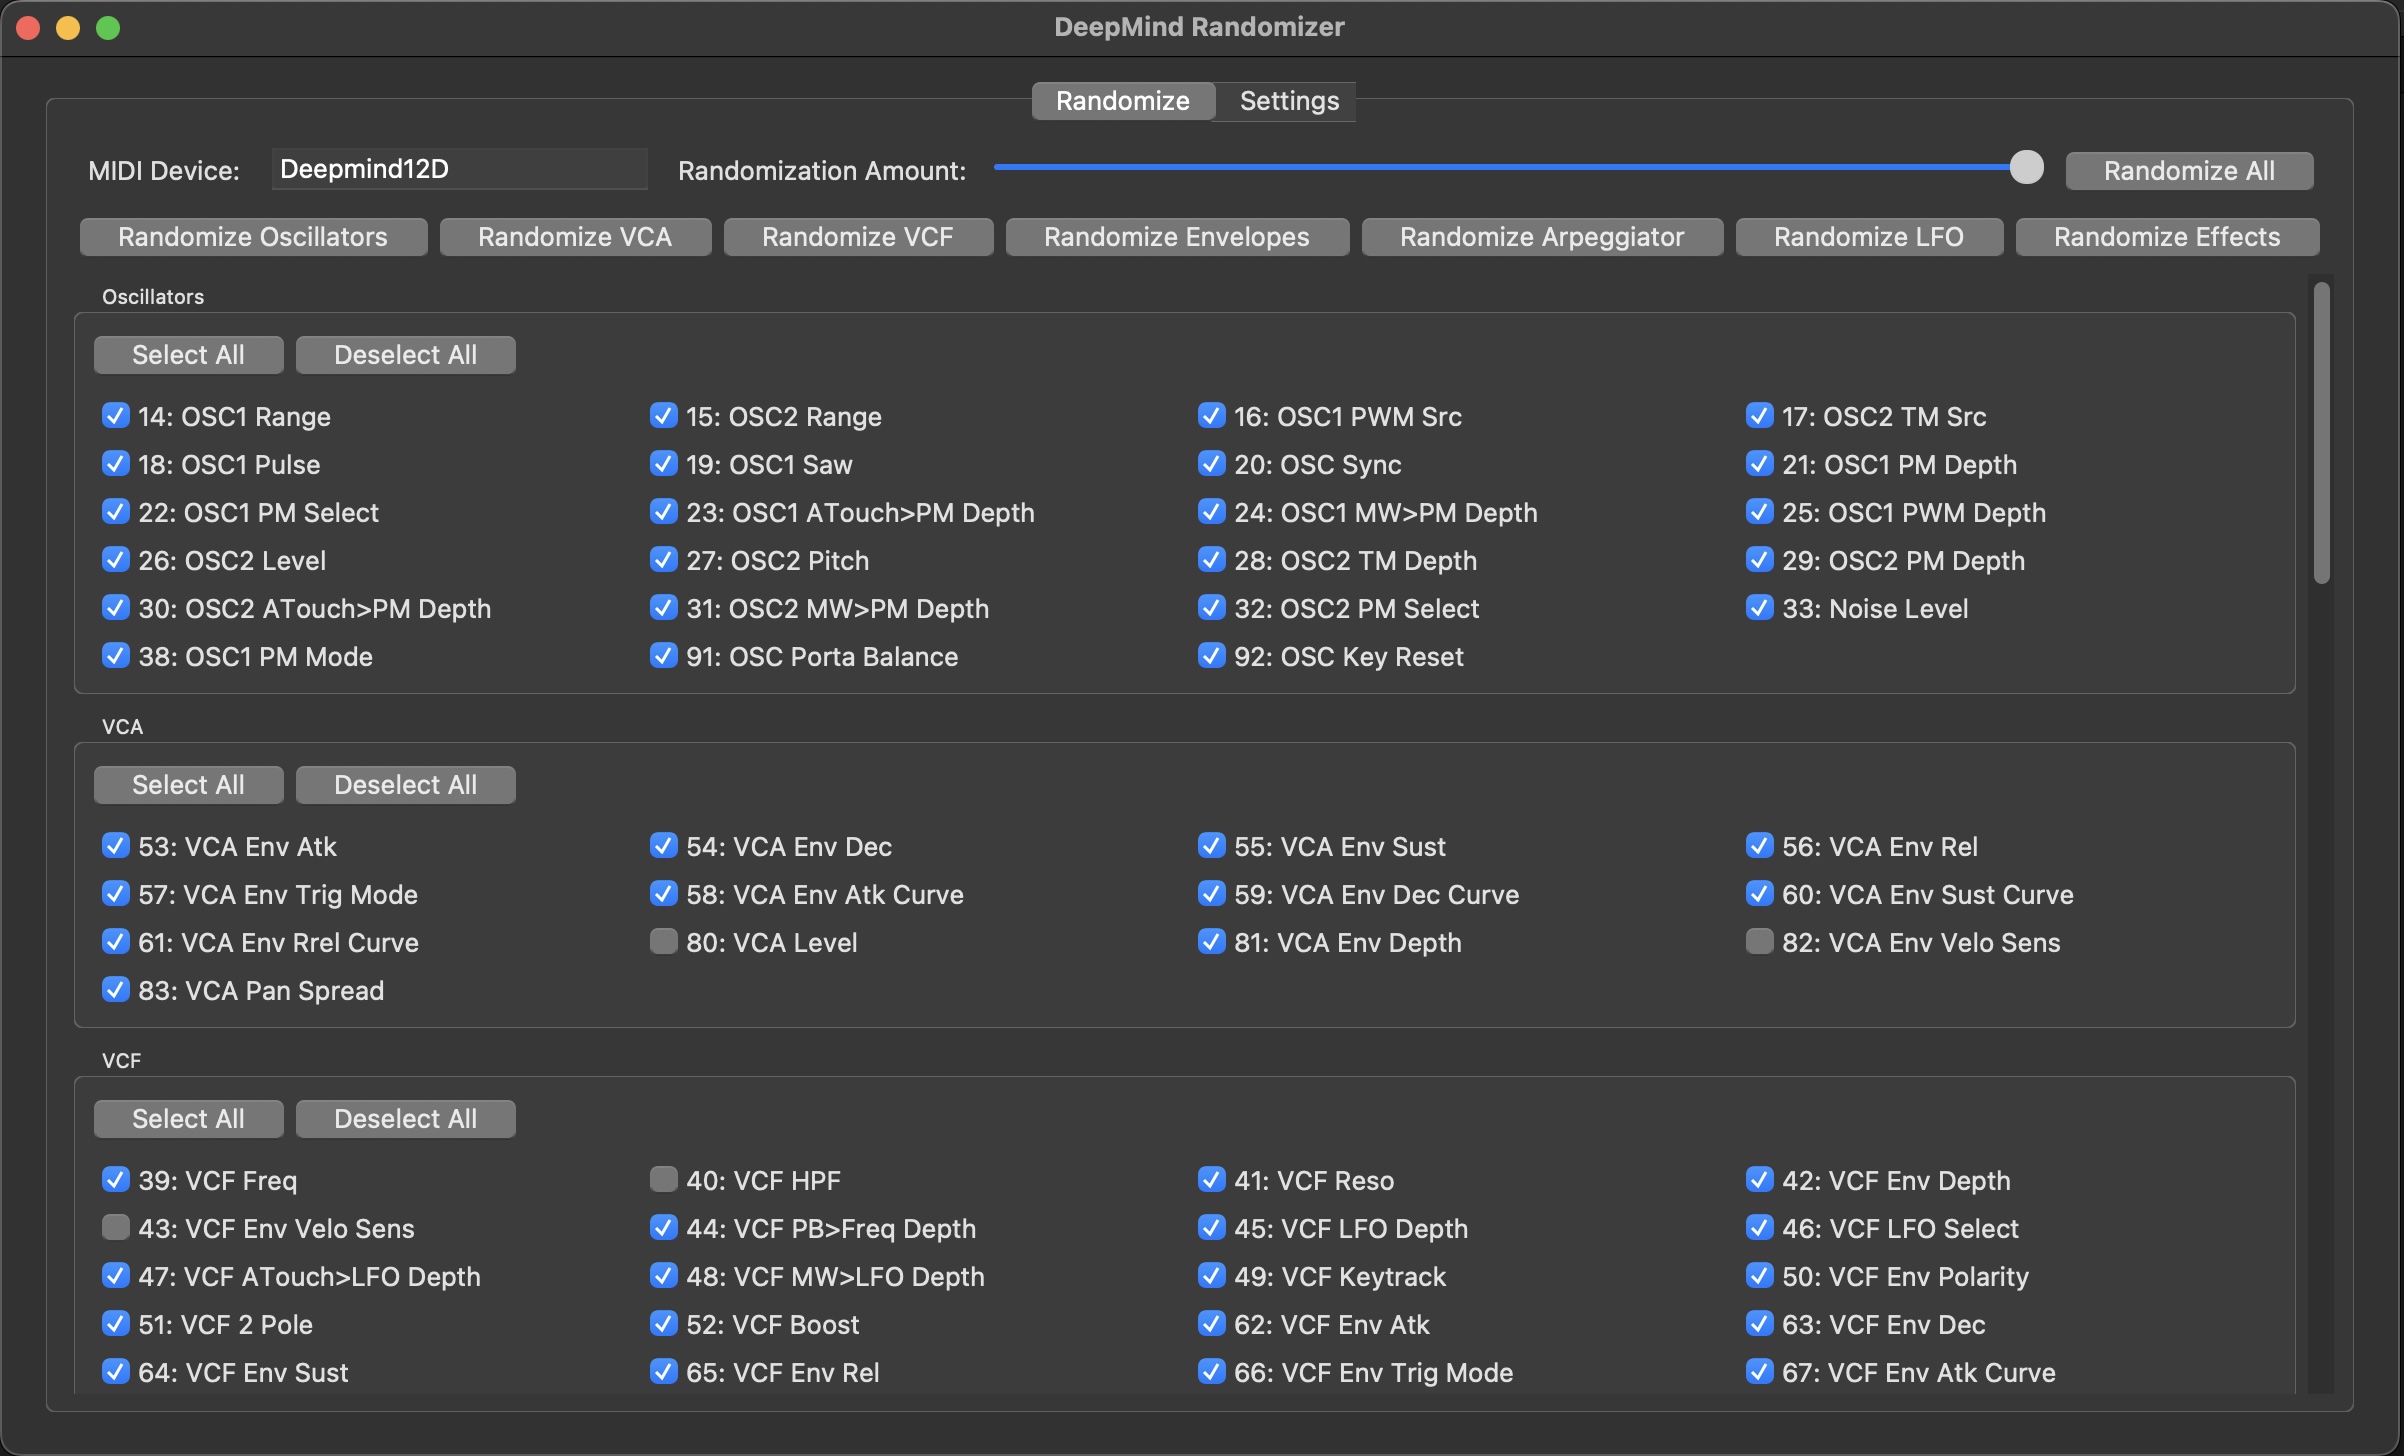 DeepMind Randomizer
Randomize Settings
MIDI Device: Deepmind12D Randomization Amount: Randomize All
Randomize Oscillators Randomize VCA Randomize VCF Randomize Envelopes Randomize Arpeggiator Randomize LFO Randomize Effects
Oscillators
Select All Deselect All
14: OSC1 Range 15: OSC2 Range 16: OSC1 PWM Src 17: OSC2 TM Src
18: OSC1 Pulse 19: OSC1 Saw 20: OSC Sync 21: OSC1 PM Depth
22: OSC1 PM Select 23: OSC1 ATouch>PM Depth 24: OSC1 MW>PM Depth 25: OSC1 PWM Depth
26: OSC2 Level 27: OSC2 Pitch 28: OSC2 TM Depth 29: OSC2 PM Depth
30: OSC2 ATouch>PM Depth 31: OSC2 MW>PM Depth 32: OSC2 PM Select 33: Noise Level
38: OSC1 PM Mode 91: OSC Porta Balance 92: OSC Key Reset
VCA
Select All Deselect All
53: VCA Env Atk 54: VCA Env Dec 55: VCA Env Sust 56: VCA Env Rel
57: VCA Env Trig Mode 58: VCA Env Atk Curve 59: VCA Env Dec Curve 60: VCA Env Sust Curve
61: VCA Env Rrel Curve 80: VCA Level 81: VCA Env Depth 82: VCA Env Velo Sens
83: VCA Pan Spread
VCF
Select All Deselect All
39: VCF Freq 40: VCF HPF 41: VCF Reso 42: VCF Env Depth
43: VCF Env Velo Sens 44: VCF PB>Freq Depth 45: VCF LFO Depth 46: VCF LFO Select
47: VCF ATouch>LFO Depth 48: VCF MW>LFO Depth 49: VCF Keytrack 50: VCF Env Polarity
51: VCF 2 Pole 52: VCF Boost 62: VCF Env Atk 63: VCF Env Dec
64: VCF Env Sust 65: VCF Env Rel 66: VCF Env Trig Mode 67: VCF Env Atk Curve